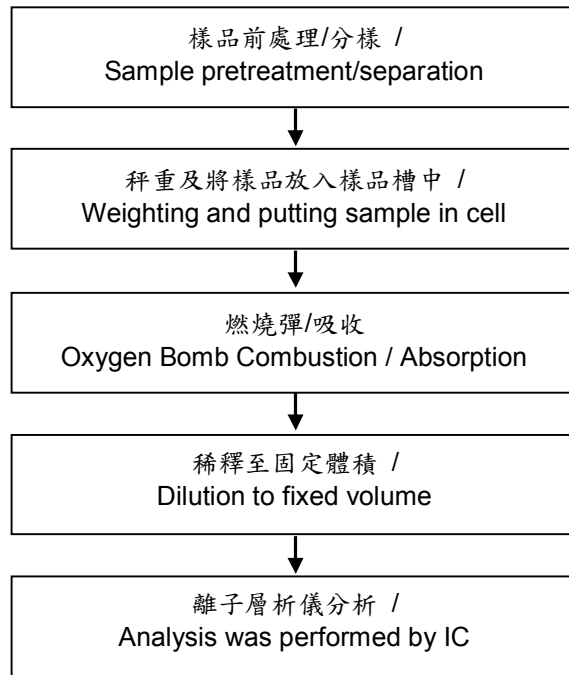 樣品前處理/分樣 /
Sample pretreatment/separation
秤重及將樣品放入樣品槽中 /
Weighting and putting sample in cell
燃燒彈/吸收
Oxygen Bomb Combustion / Absorption
稀釋至固定體積 /
Dilution to fixed volume
離子層析儀分析 /
Analysis was performed by IC